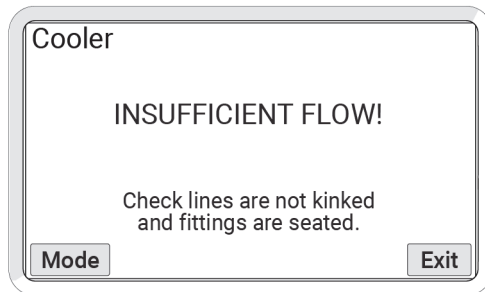 Cooler
INSUFFICIENT FLOW!
Check lines are not kinked
and fittings are seated.
Mode
Exit